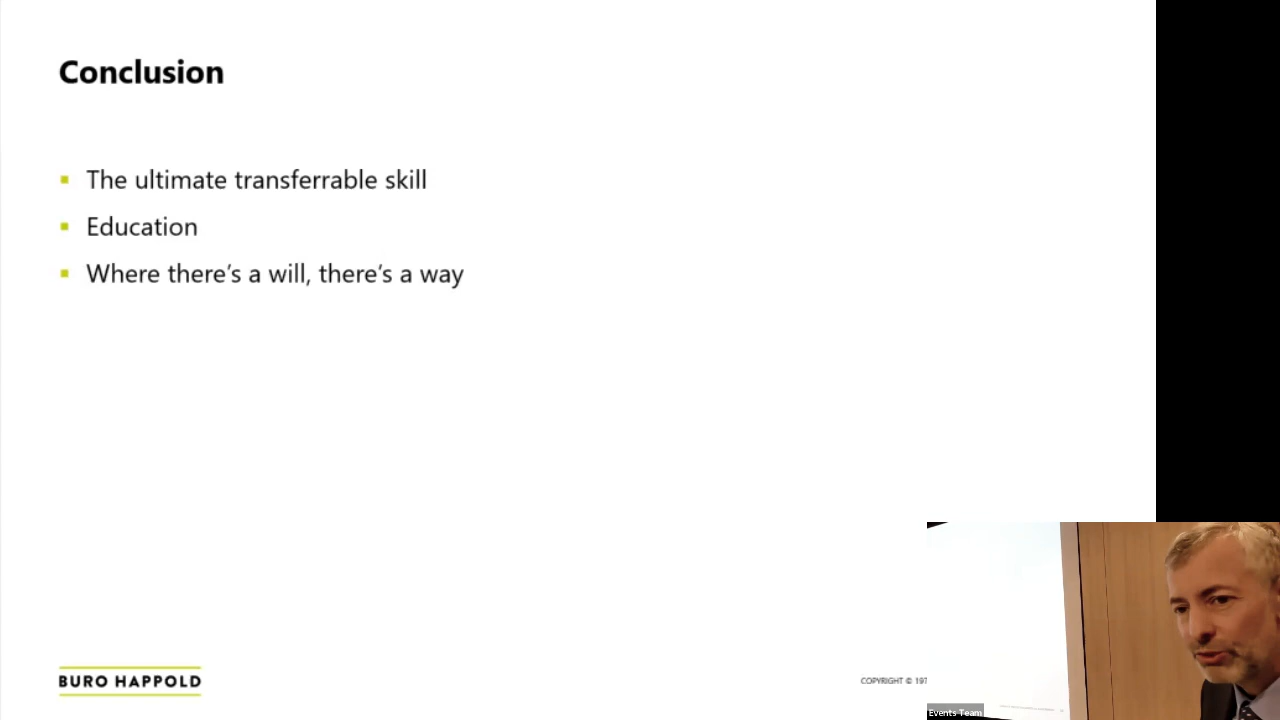 Conclusion
The ultimate transferrable skill
Education
Where there's a will, there's a way
BURO HAPPOLD
COPYRIGHT © 197
Events Team